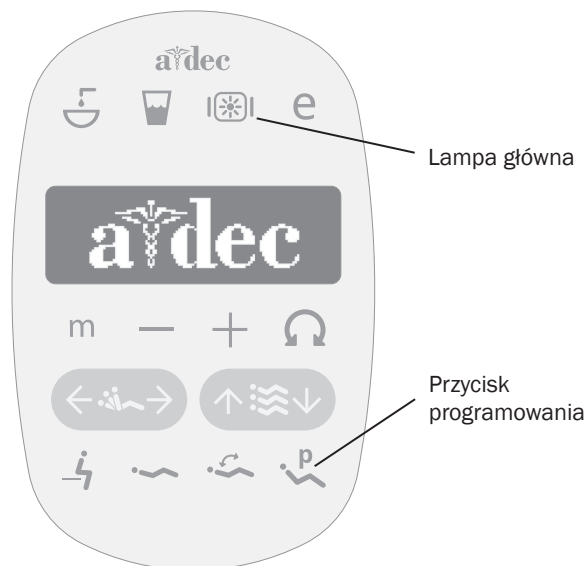 a dec
e
Lampa główna
a dec
m
Przycisk
programowania
p